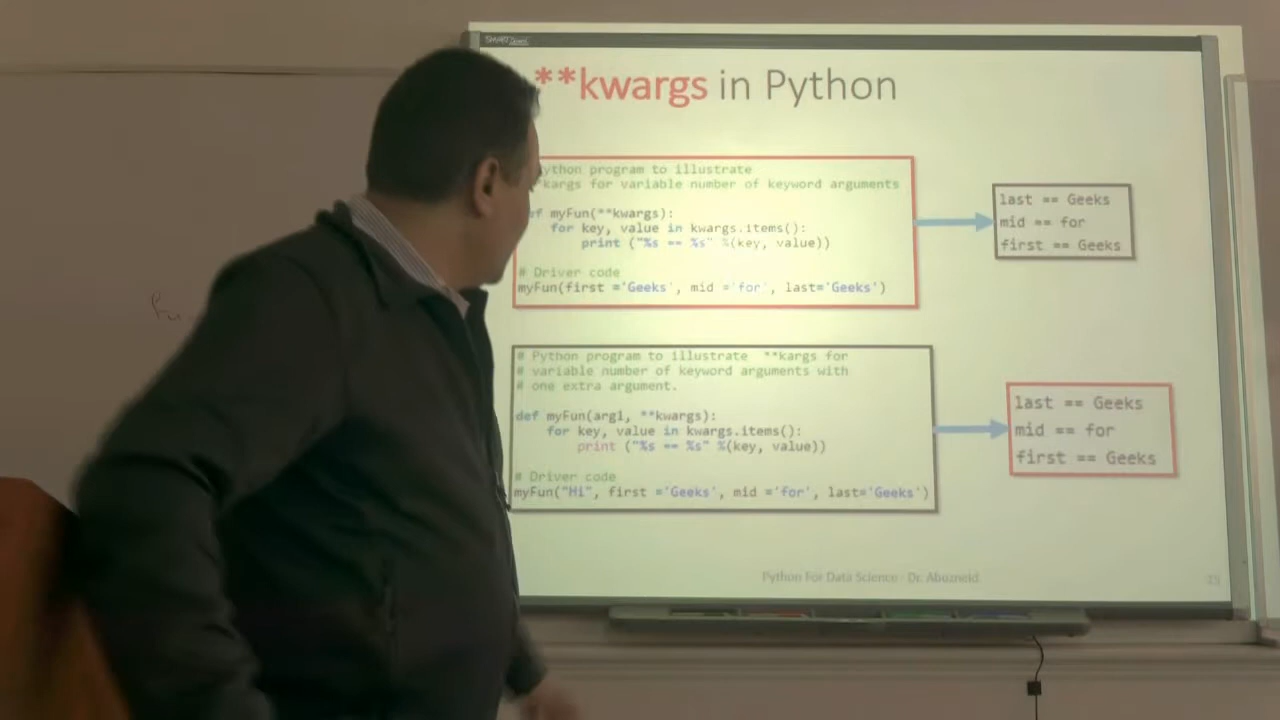 SMART
**kwargs in Python
ython program to illustrate
*kargs for variable number of keyword arguments
ef myFun(**kwargs):
for key, value in kwargs.items():
print ("%s == %s" %(key, value))
# Driver code
myFun(first ='Geeks', mid ='for', last='Geeks')
last == Geeks
mid == for
first == Geeks
# Python program to illustrate **kargs for
# variable number of keyword arguments with
# one extra argument.
def myFun(arg1, **kwargs):
for key, value in kwargs.items():
print ("%s == %s" %(key, value))
# Driver code
myFun("Hi", first ='Geeks', mid ='for', last='Geeks')
last == Geeks
mid == for
first == Geeks
Python For Data Science - Dr. Abuzneid